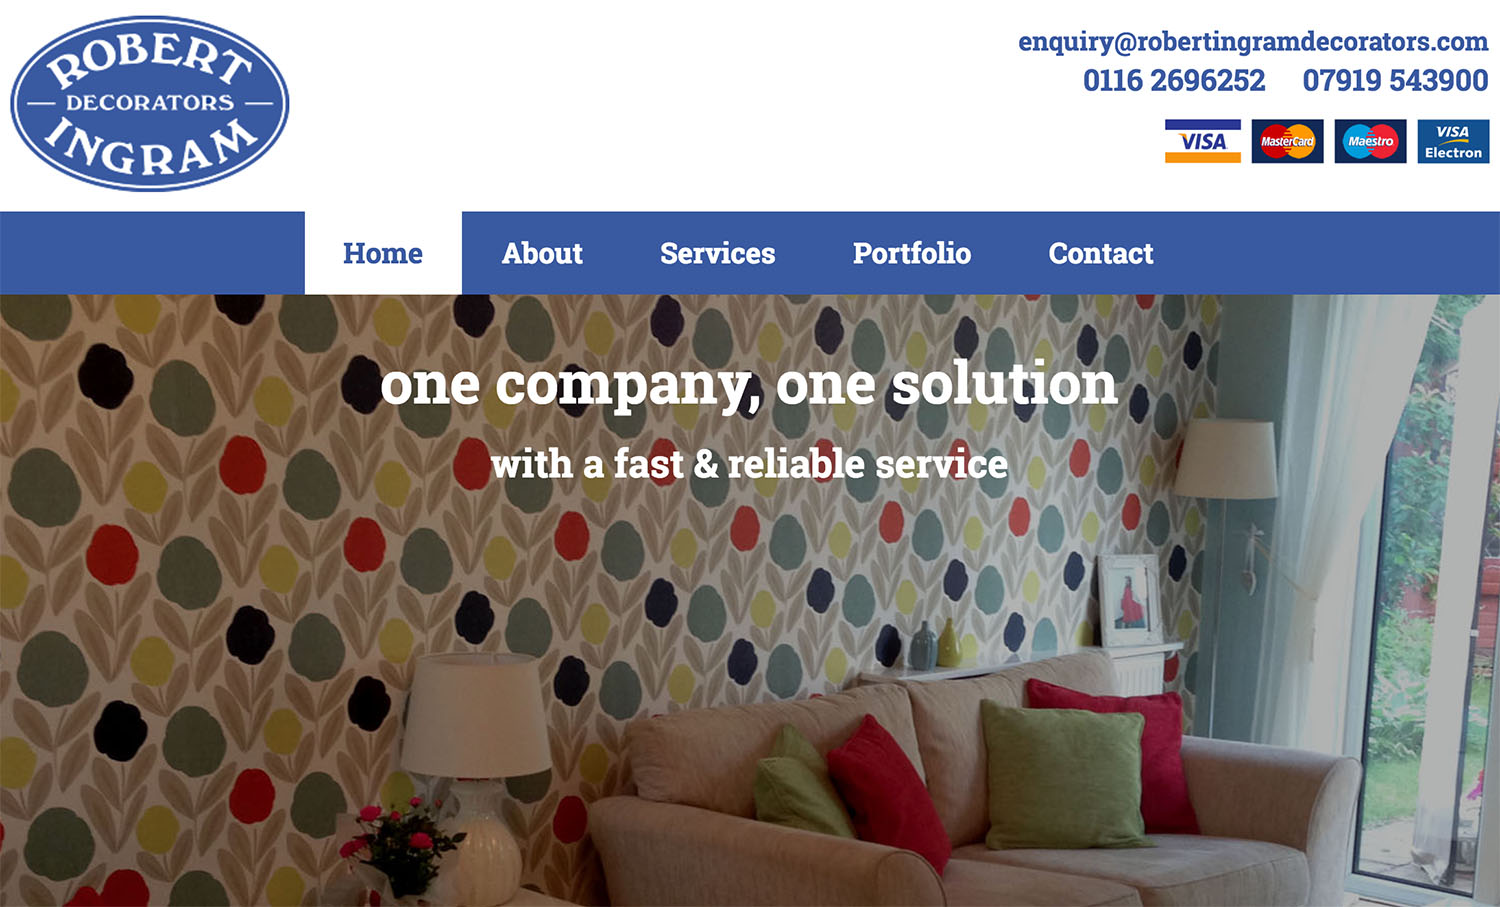 ROBERT
DECORATORS
INGRAM
enquiry@robertingramdecorators.com
0116 2696252 07919 543900
VISA MasterCard Maestro VISA Electron
Home About Services Portfolio Contact
one company, one solution
with a fast & reliable service